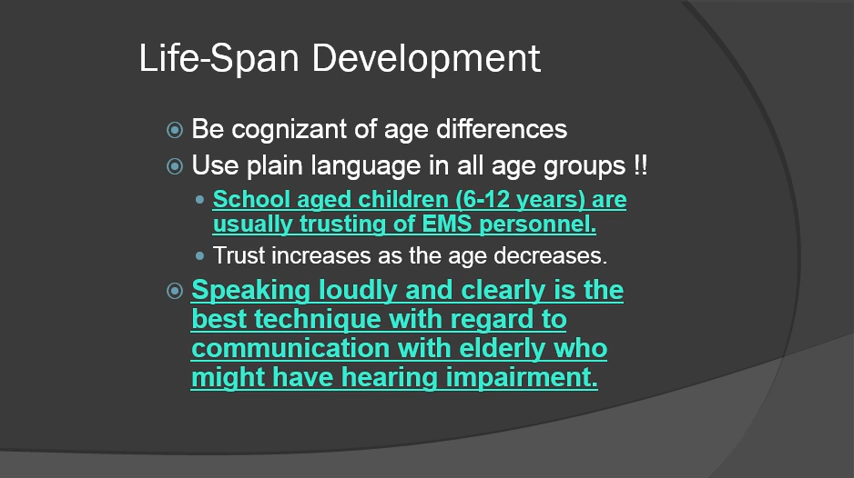 Life-Span Development
Be cognizant of age differences
Use plain language in all age groups !!
School aged children (6-12 years) are
usually trusting of EMS personnel.
Trust increases as the age decreases.
Speaking loudly and clearly is the
best technique with regard to
communication with elderly who
might have hearing impairment.